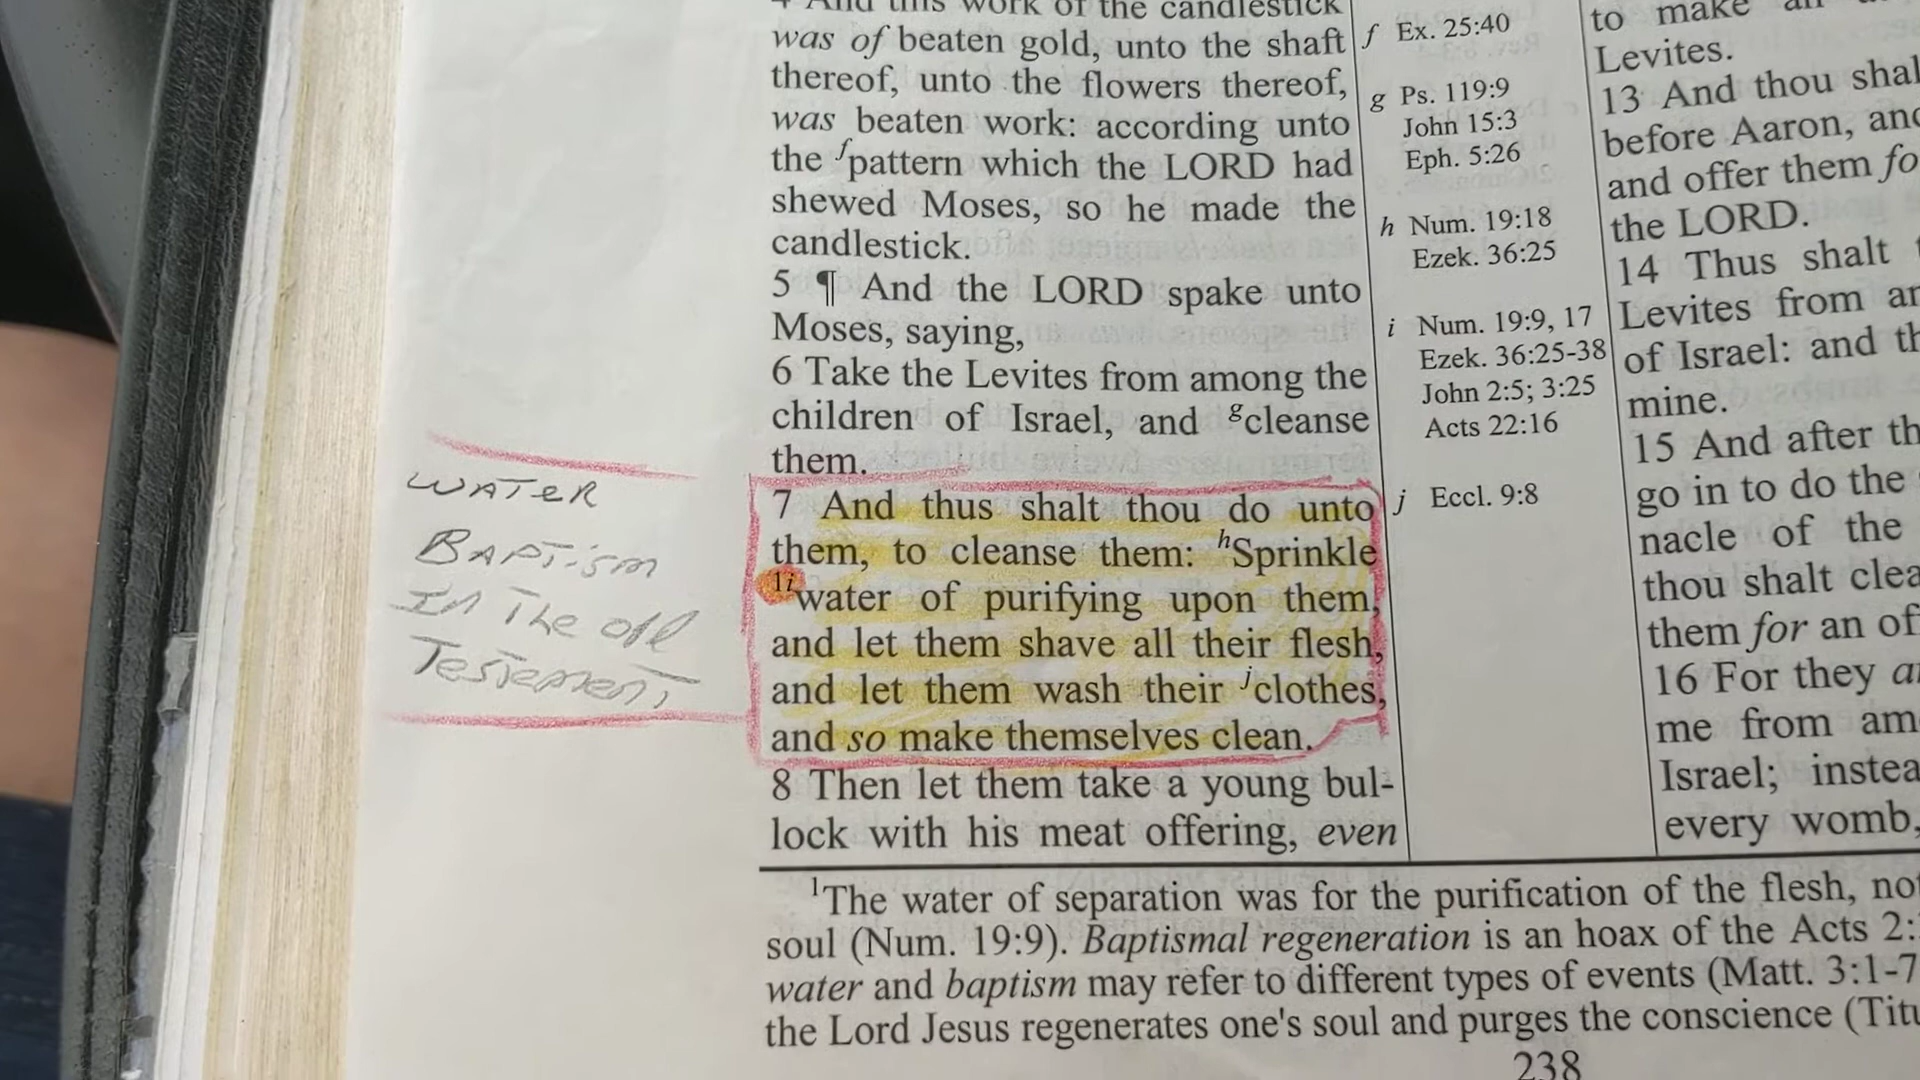 WATER
BAPTism
In The old
Testement
4 And this work of the candlestick
was of beaten gold, unto the shaft
thereof, unto the flowers thereof,
was beaten work: according unto
the fpattern which the LORD had
shewed Moses, so he made the
candlestick.
5 ¶ And the LORD spake unto
Moses, saying,
6 Take the Levites from among the
children of Israel, and gcleanse
them.
7 And thus shalt thou do unto
them, to cleanse them: hSprinkle
1iwater of purifying upon them,
and let them shave all their flesh,
and let them wash their jclothes,
and so make themselves clean.
8 Then let them take a young bul-
lock with his meat offering, even
f Ex. 25:40
g Ps. 119:9
John 15:3
Eph. 5:26
h Num. 19:18
Ezek. 36:25
i Num. 19:9, 17
Ezek. 36:25-38
John 2:5; 3:25
Acts 22:16
j Eccl. 9:8
to make an
Levites.
13 And thou shal
before Aaron, and
and offer them fo
the LORD.
14 Thus shalt
Levites from
of Israel: and th
mine.
15 And after th
go in to do the
nacle of the
thou shalt clea
them for an of
16 For they
me from am
Israel; instea
every womb,
1The water of separation was for the purification of the flesh, not
soul (Num. 19:9). Baptismal regeneration is an hoax of the Acts 2:
water and baptism may refer to different types of events (Matt. 3:1-7
the Lord Jesus regenerates one's soul and purges the conscience (Titu
238